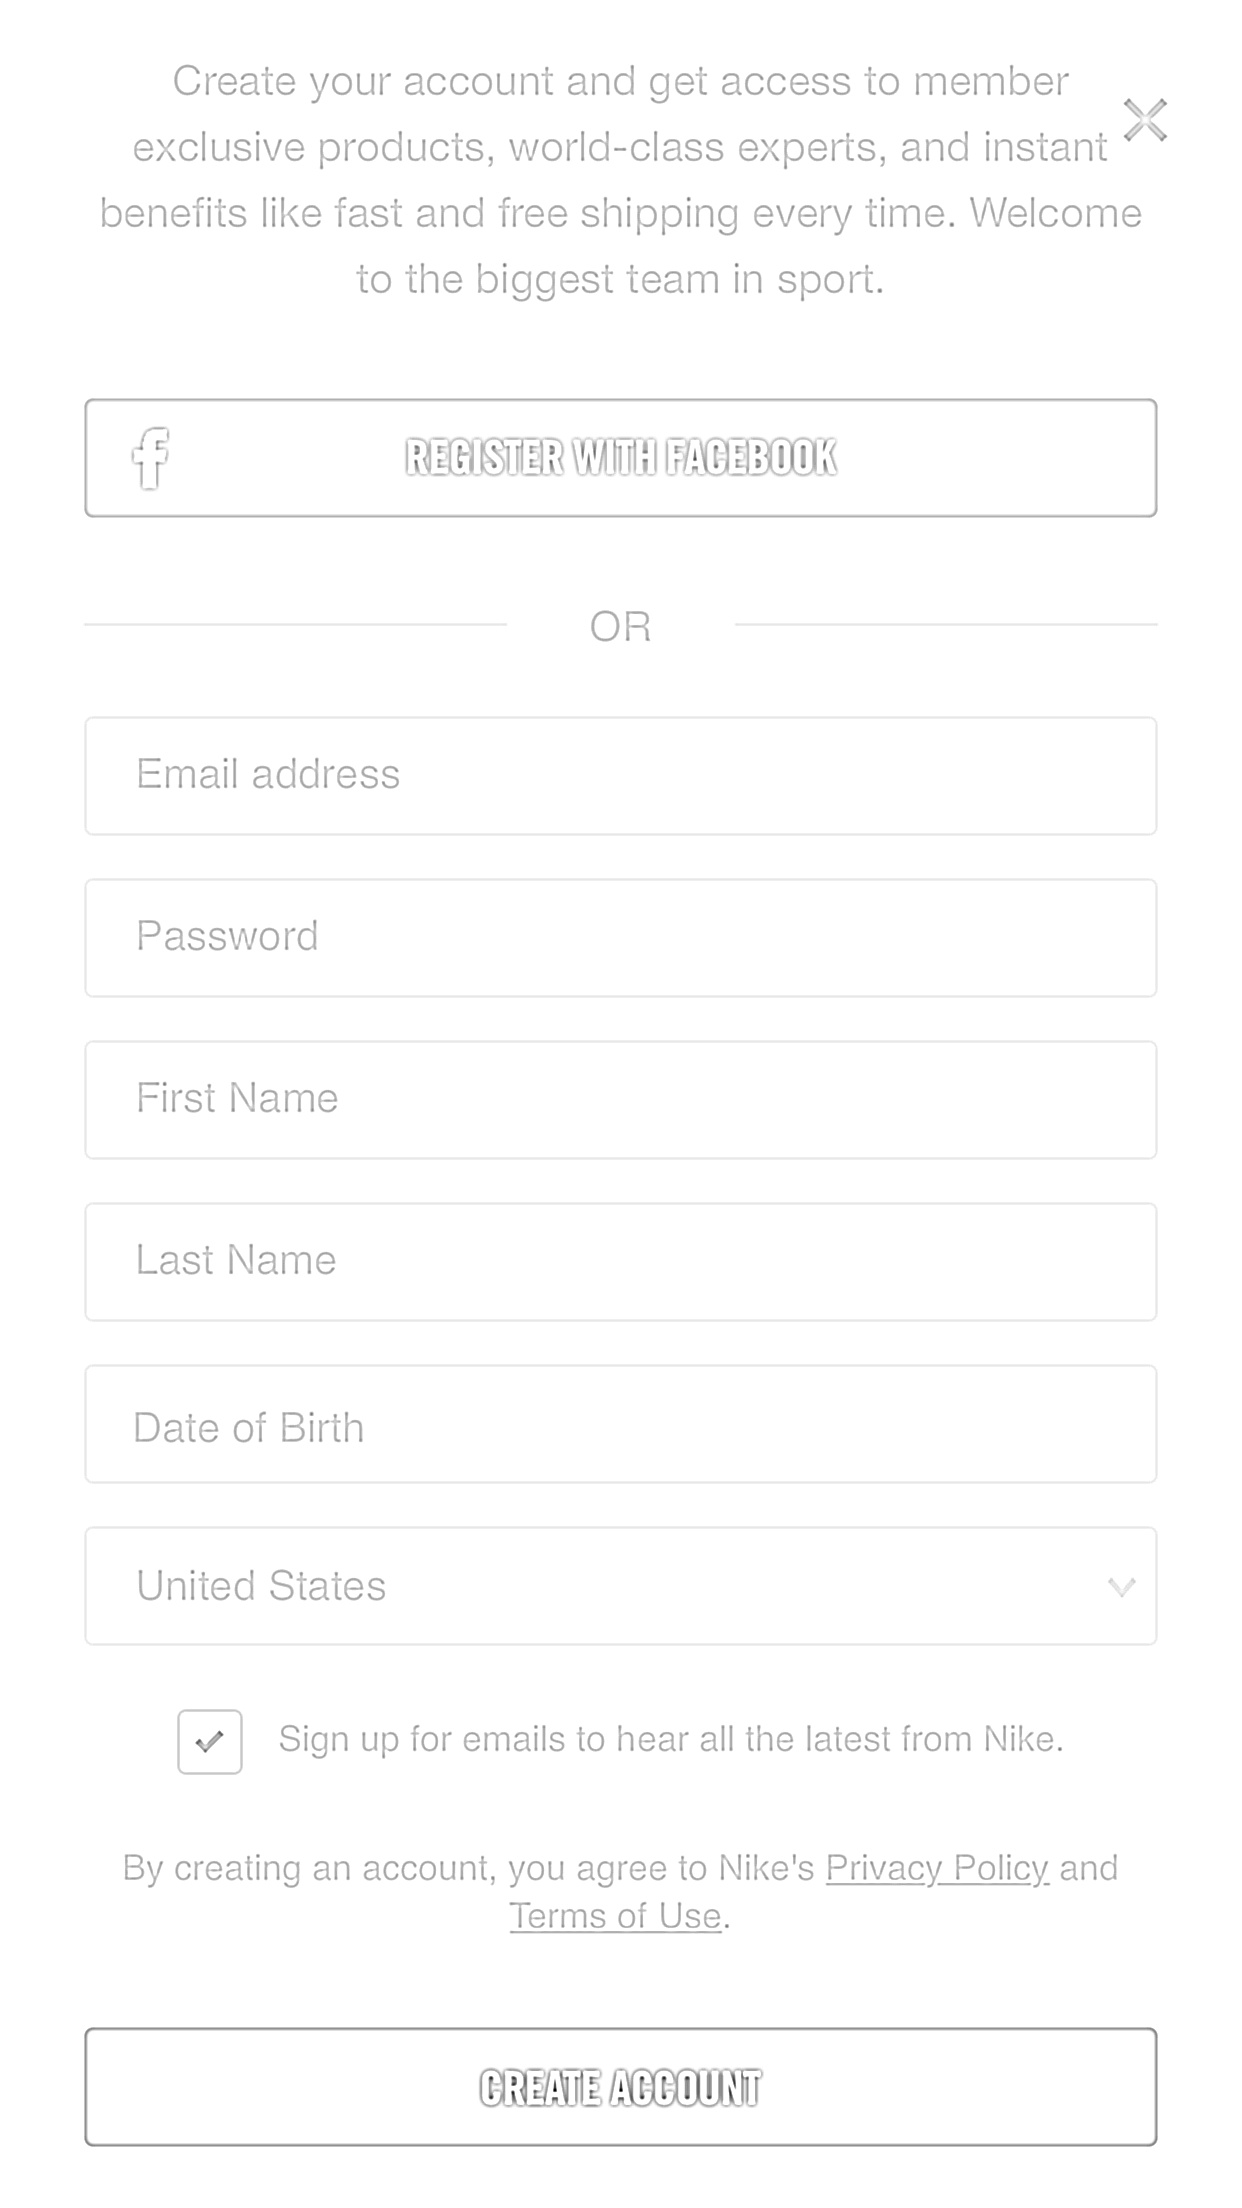 Create your account and get access to member
exclusive products, world-class experts, and instant
benefits like fast and free shipping every time. Welcome
to the biggest team in sport.
REGISTER WITH FACEBOOK
OR
Email address
Password
First Name
Last Name
Date of Birth
United States
Sign up for emails to hear all the latest from Nike.
By creating an account, you agree to Nike's Privacy Policy and
Terms of Use.
CREATE ACCOUNT